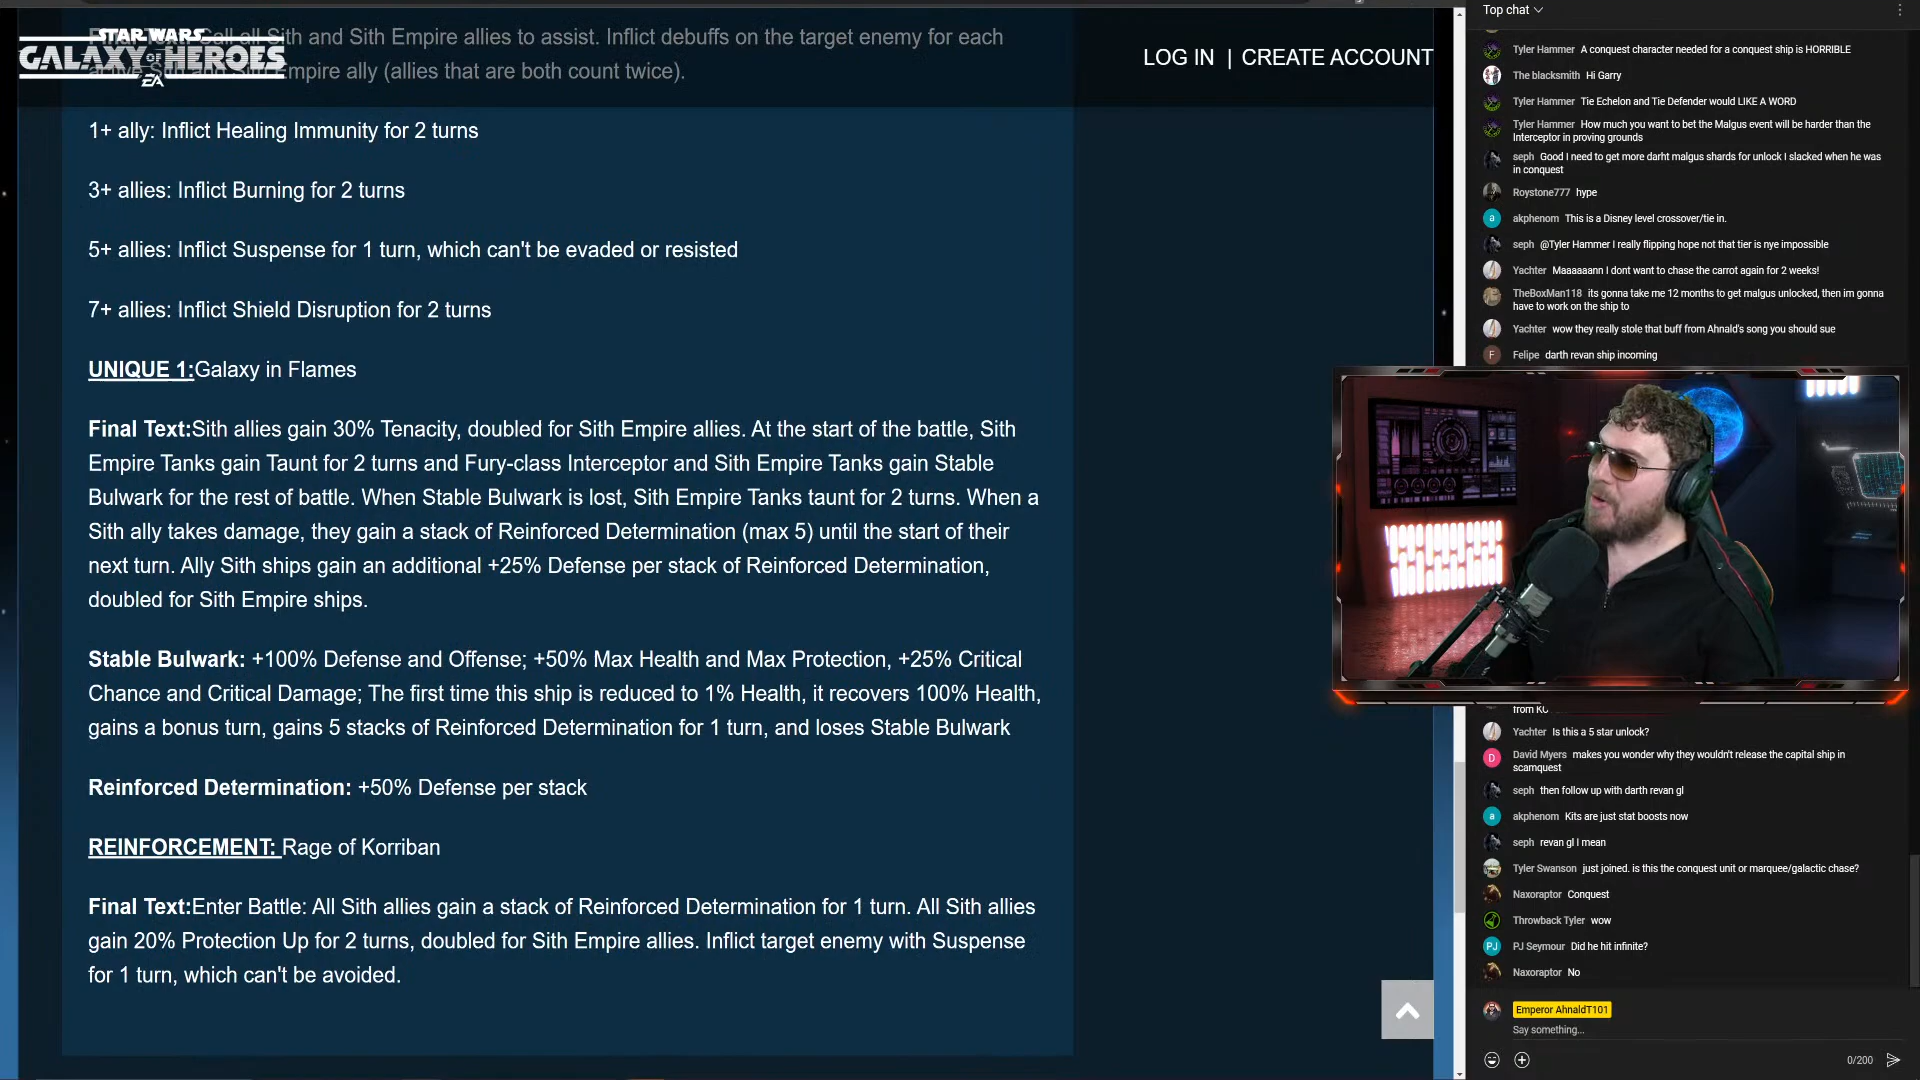 Final Text:Call all Sith and Sith Empire allies to assist. Inflict debuffs on the target enemy for each
active Sith and Sith Empire ally (allies that are both count twice).
STAR WARS
GALAXY OF HEROES
EA
LOG IN | CREATE ACCOUNT
1+ ally: Inflict Healing Immunity for 2 turns
3+ allies: Inflict Burning for 2 turns
5+ allies: Inflict Suspense for 1 turn, which can't be evaded or resisted
7+ allies: Inflict Shield Disruption for 2 turns
UNIQUE 1:Galaxy in Flames
Final Text:Sith allies gain 30% Tenacity, doubled for Sith Empire allies. At the start of the battle, Sith
Empire Tanks gain Taunt for 2 turns and Fury-class Interceptor and Sith Empire Tanks gain Stable
Bulwark for the rest of battle. When Stable Bulwark is lost, Sith Empire Tanks taunt for 2 turns. When a
Sith ally takes damage, they gain a stack of Reinforced Determination (max 5) until the start of their
next turn. Ally Sith ships gain an additional +25% Defense per stack of Reinforced Determination,
doubled for Sith Empire ships.
Stable Bulwark: +100% Defense and Offense; +50% Max Health and Max Protection, +25% Critical
Chance and Critical Damage; The first time this ship is reduced to 1% Health, it recovers 100% Health,
gains a bonus turn, gains 5 stacks of Reinforced Determination for 1 turn, and loses Stable Bulwark
Reinforced Determination: +50% Defense per stack
REINFORCEMENT: Rage of Korriban
Final Text:Enter Battle: All Sith allies gain a stack of Reinforced Determination for 1 turn. All Sith allies
gain 20% Protection Up for 2 turns, doubled for Sith Empire allies. Inflict target enemy with Suspense
for 1 turn, which can't be avoided.
Top chat
Tyler Hammer A conquest character needed for a conquest ship is HORRIBLE
The blacksmith Hi Garry
Tyler Hammer Tie Echelon and Tie Defender would LIKE A WORD
Tyler Hammer How much you want to bet the Malgus event will be harder than the
Interceptor in proving grounds
seph Good I need to get more darht malgus shards for unlock I slacked when he was
in conquest
Roystone777 hype
a akphenom This is a Disney level crossover/tie in.
seph @Tyler Hammer I really flipping hope not that tier is nye impossible
Yachter Maaaaaann I dont want to chase the carrot again for 2 weeks!
TheBoxMan118 its gonna take me 12 months to get malgus unlocked, then im gonna
have to work on the ship to
Yachter wow they really stole that buff from Ahnald's song you should sue
F Felipe darth revan ship incoming
from KO
Yachter Is this a 5 star unlock?
D David Myers makes you wonder why they wouldn't release the capital ship in
scamquest
seph then follow up with darth revan gl
a akphenom Kits are just stat boosts now
seph revan gl I mean
Tyler Swanson just joined. is this the conquest unit or marquee/galactic chase?
Naxoraptor Conquest
Throwback Tyler wow
PJ PJ Seymour Did he hit infinite?
Naxoraptor No
Emperor AhnaldT101
Say something...
0/200